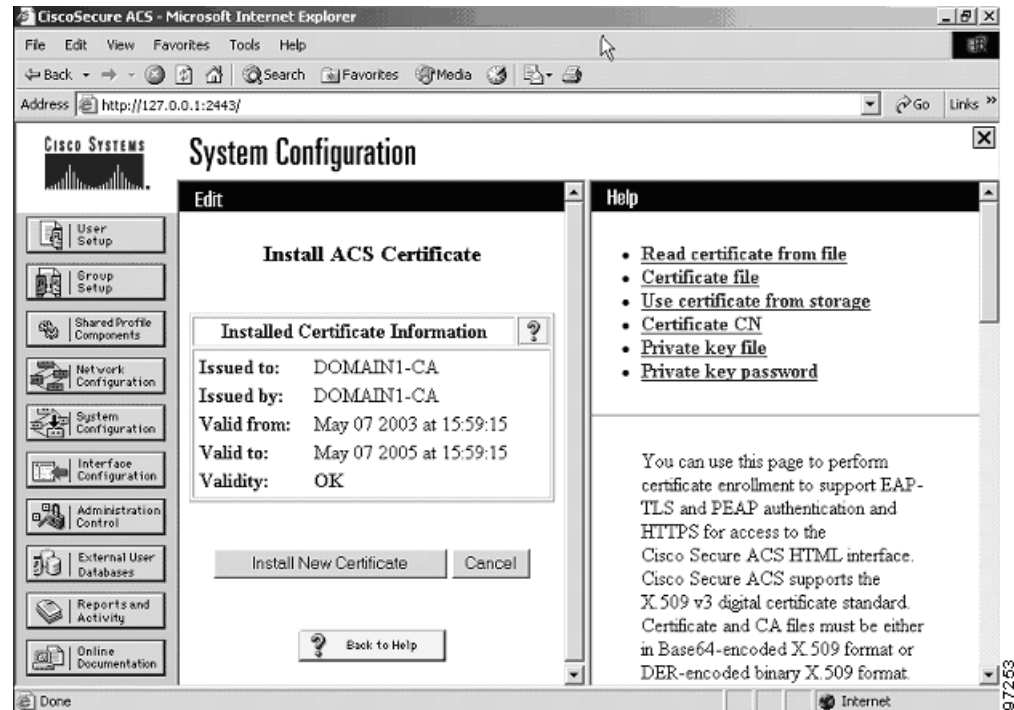 CiscoSecure ACS - Microsoft Internet Explorer
File Edit View Favorites Tools Help
Back Search Favorites Media
Address http://127.0.0.1:2443/ Go Links »
CISCO SYSTEMS
System Configuration
User
Setup
Group
Setup
Shared Profile
Components
Network
Configuration
System
Configuration
Interface
Configuration
Administration
Control
External User
Databases
Reports and
Activity
Online
Documentation
Edit
Install ACS Certificate
Installed Certificate Information ?
Issued to: DOMAIN1-CA
Issued by: DOMAIN1-CA
Valid from: May 07 2003 at 15:59:15
Valid to: May 07 2005 at 15:59:15
Validity: OK
Install New Certificate Cancel
? Back to Help
Help
• Read certificate from file
• Certificate file
• Use certificate from storage
• Certificate CN
• Private key file
• Private key password
You can use this page to perform
certificate enrollment to support EAP-
TLS and PEAP authentication and
HTTPS for access to the
Cisco Secure ACS HTML interface.
Cisco Secure ACS supports the
X.509 v3 digital certificate standard.
Certificate and CA files must be either
in Base64-encoded X.509 format or
DER-encoded binary X.509 format.
Done Internet
97253